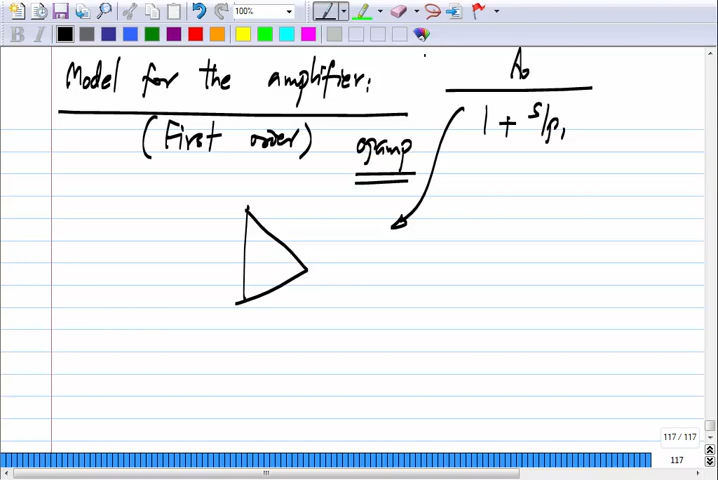 100%
B I
Model for the amplifier:
A₀
1 + s/p₁
(First order)
opamp
117 / 117
117